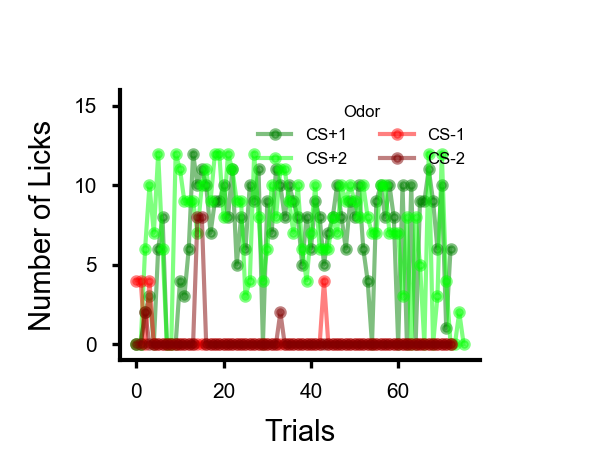 Odor
CS+1 CS-1
CS+2 CS-2
15
10
5
0
Number of Licks
0 20 40 60
Trials